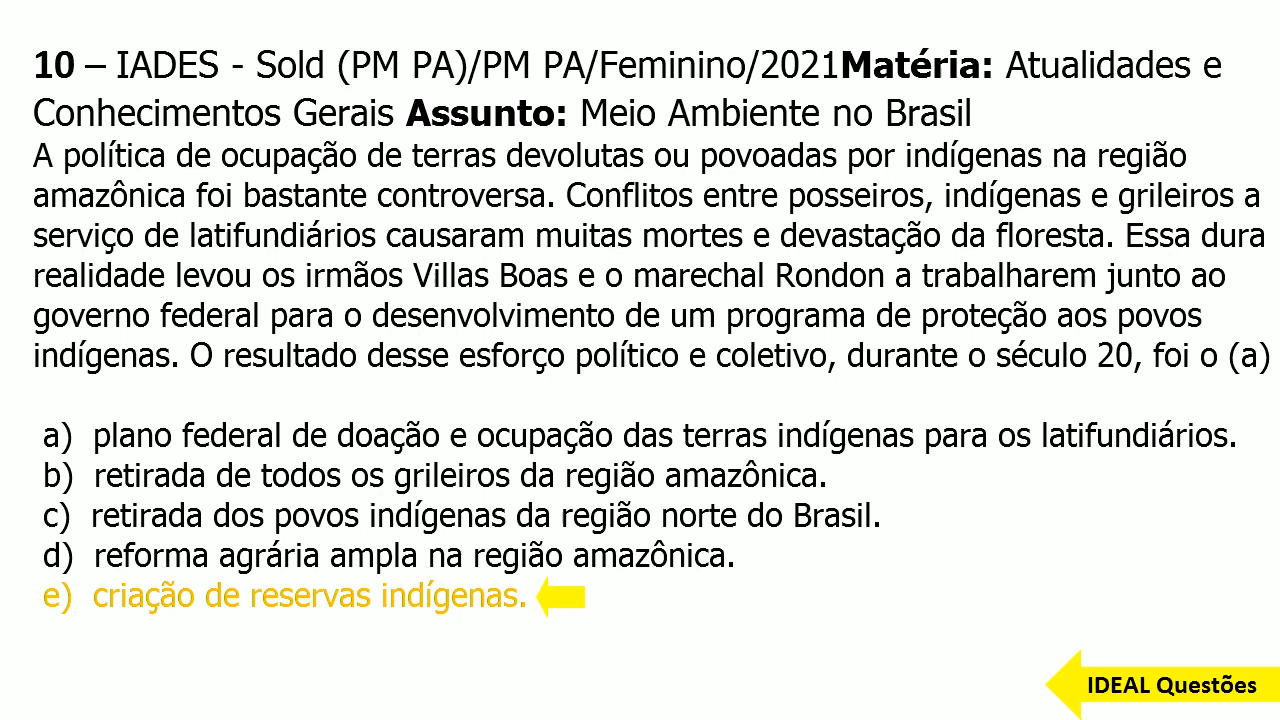 10 – IADES - Sold (PM PA)/PM PA/Feminino/2021Matéria: Atualidades e
Conhecimentos Gerais Assunto: Meio Ambiente no Brasil
A política de ocupação de terras devolutas ou povoadas por indígenas na região
amazônica foi bastante controversa. Conflitos entre posseiros, indígenas e grileiros a
serviço de latifundiários causaram muitas mortes e devastação da floresta. Essa dura
realidade levou os irmãos Villas Boas e o marechal Rondon a trabalharem junto ao
governo federal para o desenvolvimento de um programa de proteção aos povos
indígenas. O resultado desse esforço político e coletivo, durante o século 20, foi o (a)
a) plano federal de doação e ocupação das terras indígenas para os latifundiários.
b) retirada de todos os grileiros da região amazônica.
c) retirada dos povos indígenas da região norte do Brasil.
d) reforma agrária ampla na região amazônica.
e) criação de reservas indígenas.
IDEAL Questões